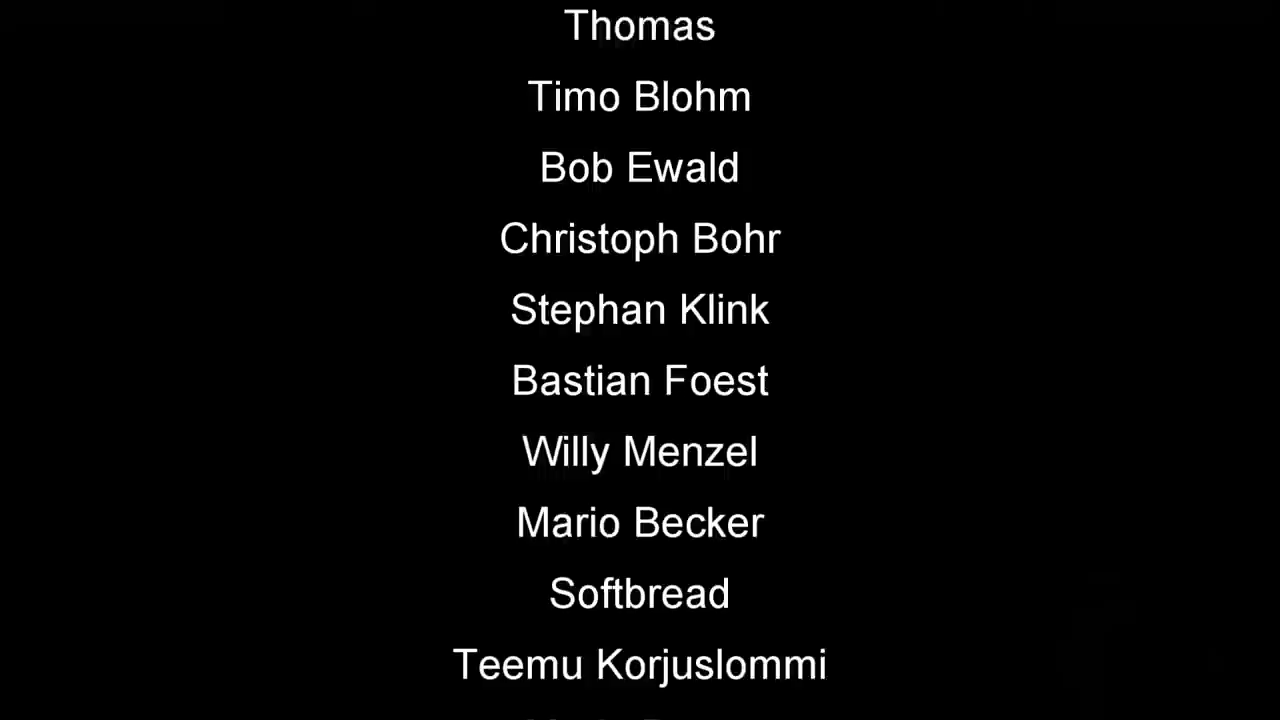 Thomas
Timo Blohm
Bob Ewald
Christoph Bohr
Stephan Klink
Bastian Foest
Willy Menzel
Mario Becker
Softbread
Teemu Korjuslommi